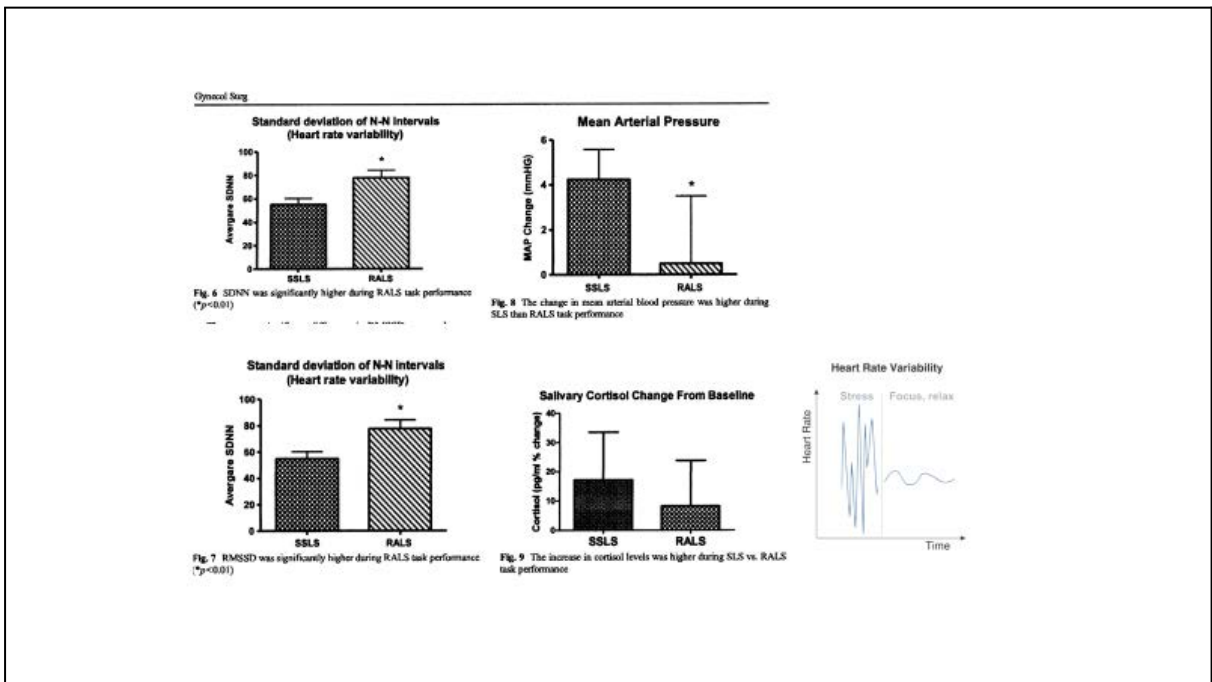 Gynecol Surg
Standard deviation of N-N intervals
(Heart rate variability)
Avergare SDNN
100
80
60
40
20
0
*
SSLS
RALS
Fig. 6 SDNN was significantly higher during RALS task performance
(*p<0.01)
Mean Arterial Pressure
MAP Change (mmHG)
6
4
2
0
*
SSLS
RALS
Fig. 8 The change in mean arterial blood pressure was higher during
SLS than RALS task performance
Standard deviation of N-N intervals
(Heart rate variability)
Avergare SDNN
100
80
60
40
20
0
*
SSLS
RALS
Fig. 7 RMSSD was significantly higher during RALS task performance
(*p<0.01)
Salivary Cortisol Change From Baseline
Cortisol (pg/ml % change)
40
30
20
10
0
SSLS
RALS
Fig. 9 The increase in cortisol levels was higher during SLS vs. RALS
task performance
Heart Rate Variability
Stress
Focus, relax
Heart Rate
Time